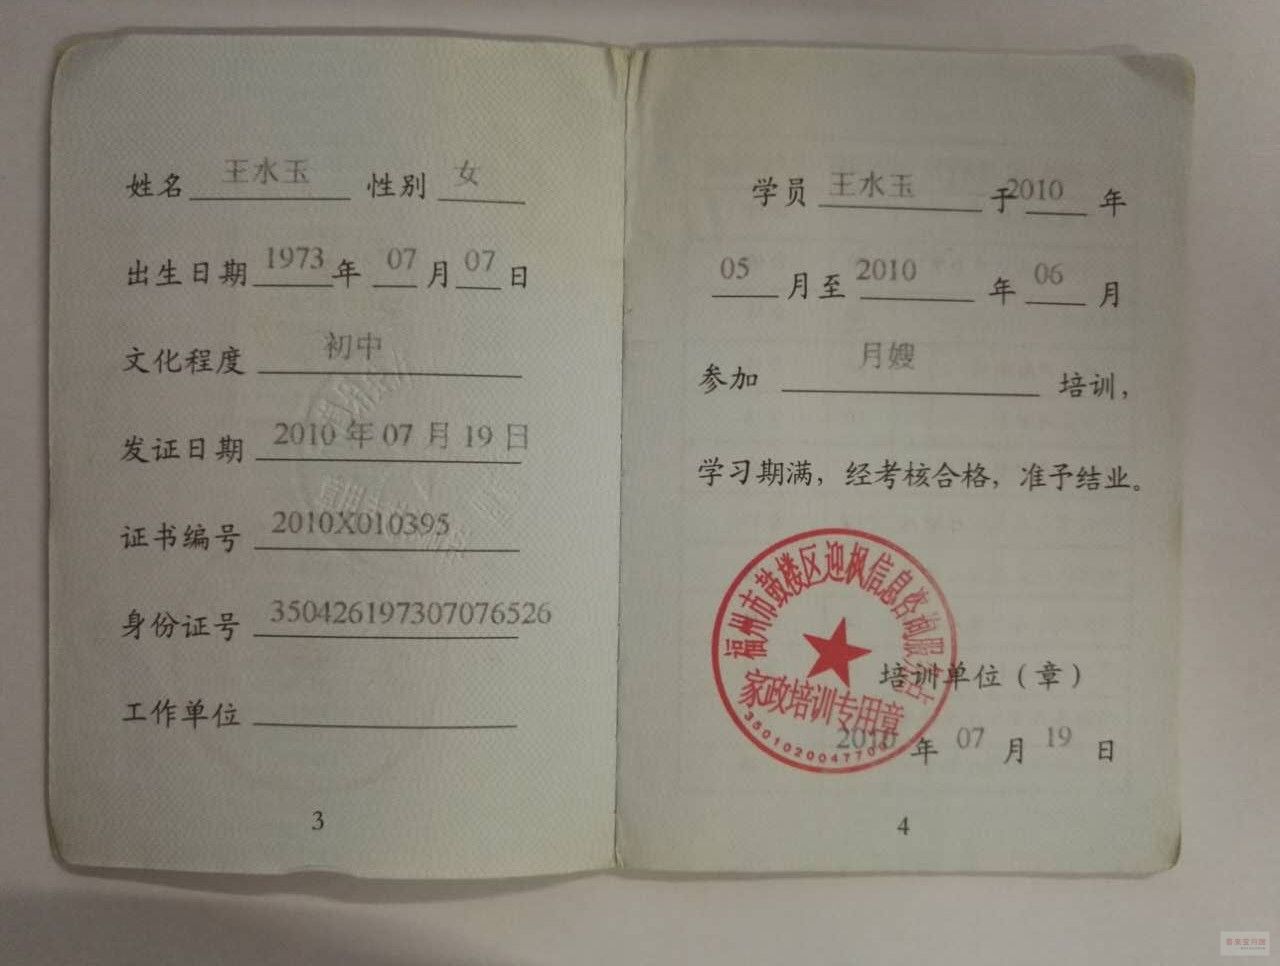 姓名 王水玉 性别 女
出生日期 1973 年 07 月 07 日
文化程度 初中
发证日期 2010 年 07 月 19 日
证书编号 2010X010395
身份证号 350426197307076526
工作单位
3
学员 王水玉 于 2010 年
05 月至 2010 年 06 月
参加 月嫂 培训，
学习期满，经考核合格，准予结业。
福州市鼓楼区迎枫信息咨询服务站
家政培训专用章
培训单位（章）
2010 年 07 月 19 日
4